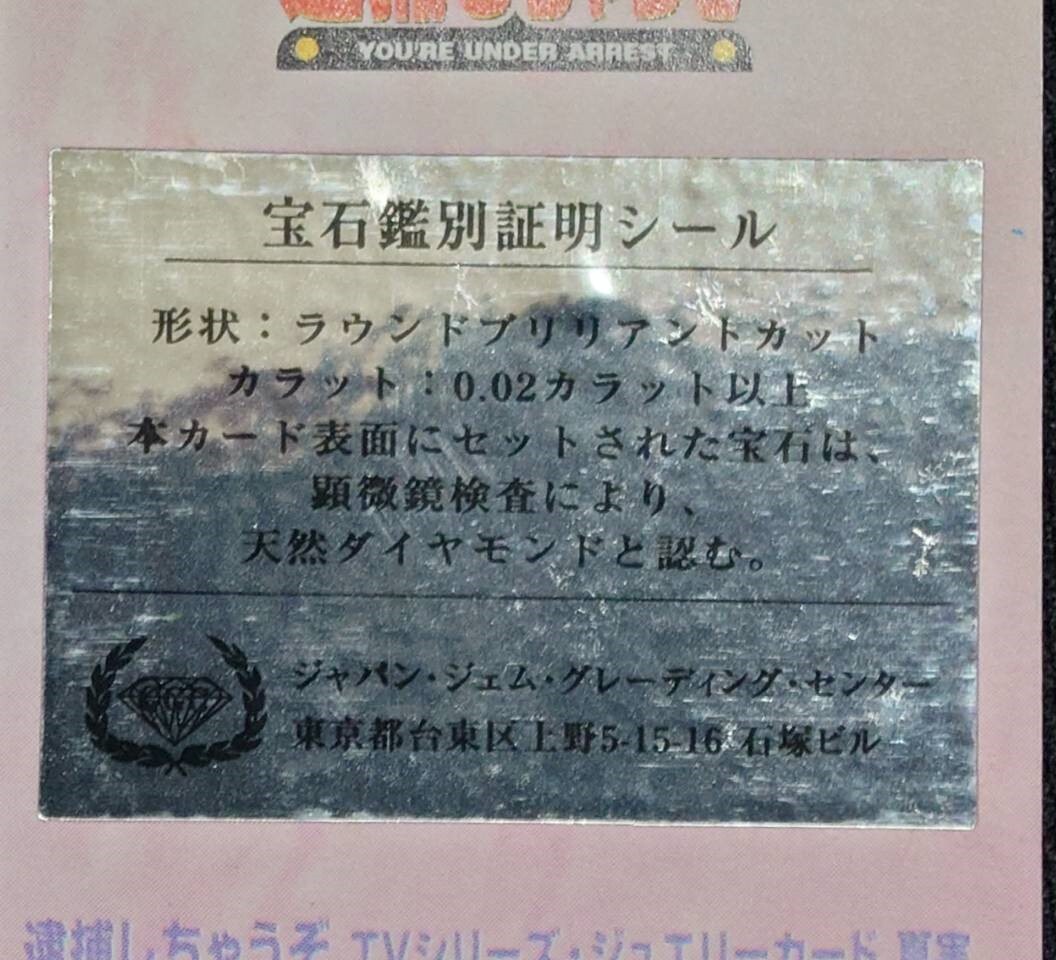 YOU'RE UNDER ARREST
宝石鑑別証明シール
形状：ラウンドブリリアントカット
カラット：0.02カラット以上
本カード表面にセットされた宝石は、
顕微鏡検査により、
天然ダイヤモンドと認む。
ジャパン・ジェム・グレーディング・センター
東京都台東区上野5-15-16 石塚ビル
逮捕しちゃうぞ TVシリーズ・ジュエリーカード